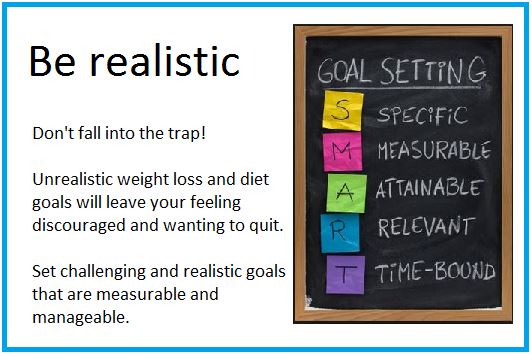 Be realistic
Don't fall into the trap!
Unrealistic weight loss and diet
goals will leave your feeling
discouraged and wanting to quit.
Set challenging and realistic goals
that are measurable and
manageable.
GOAL SETTING
S SPECIFIC
M MEASURABLE
A ATTAINABLE
R RELEVANT
T TIME-BOUND